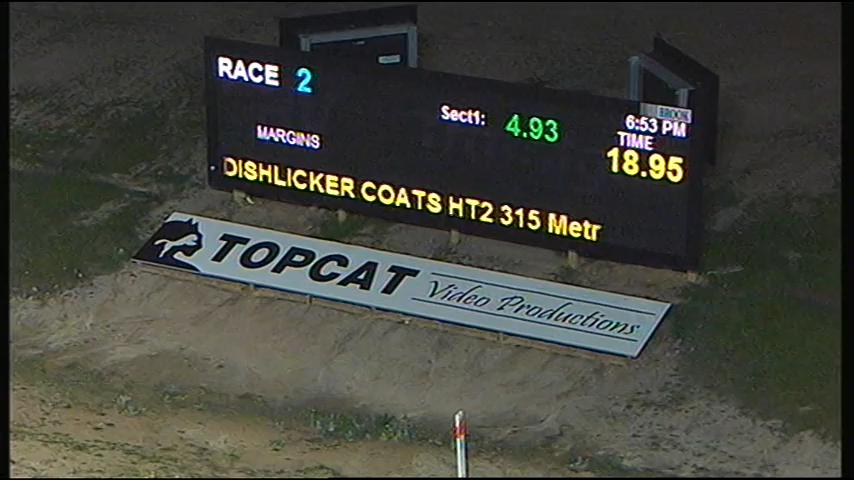 RACE 2
BROOK
Sect1: 4.93
6:53 PM
MARGINS
TIME
18.95
DISHLICKER COATS HT2 315 Metr
TOPCAT Video Productions